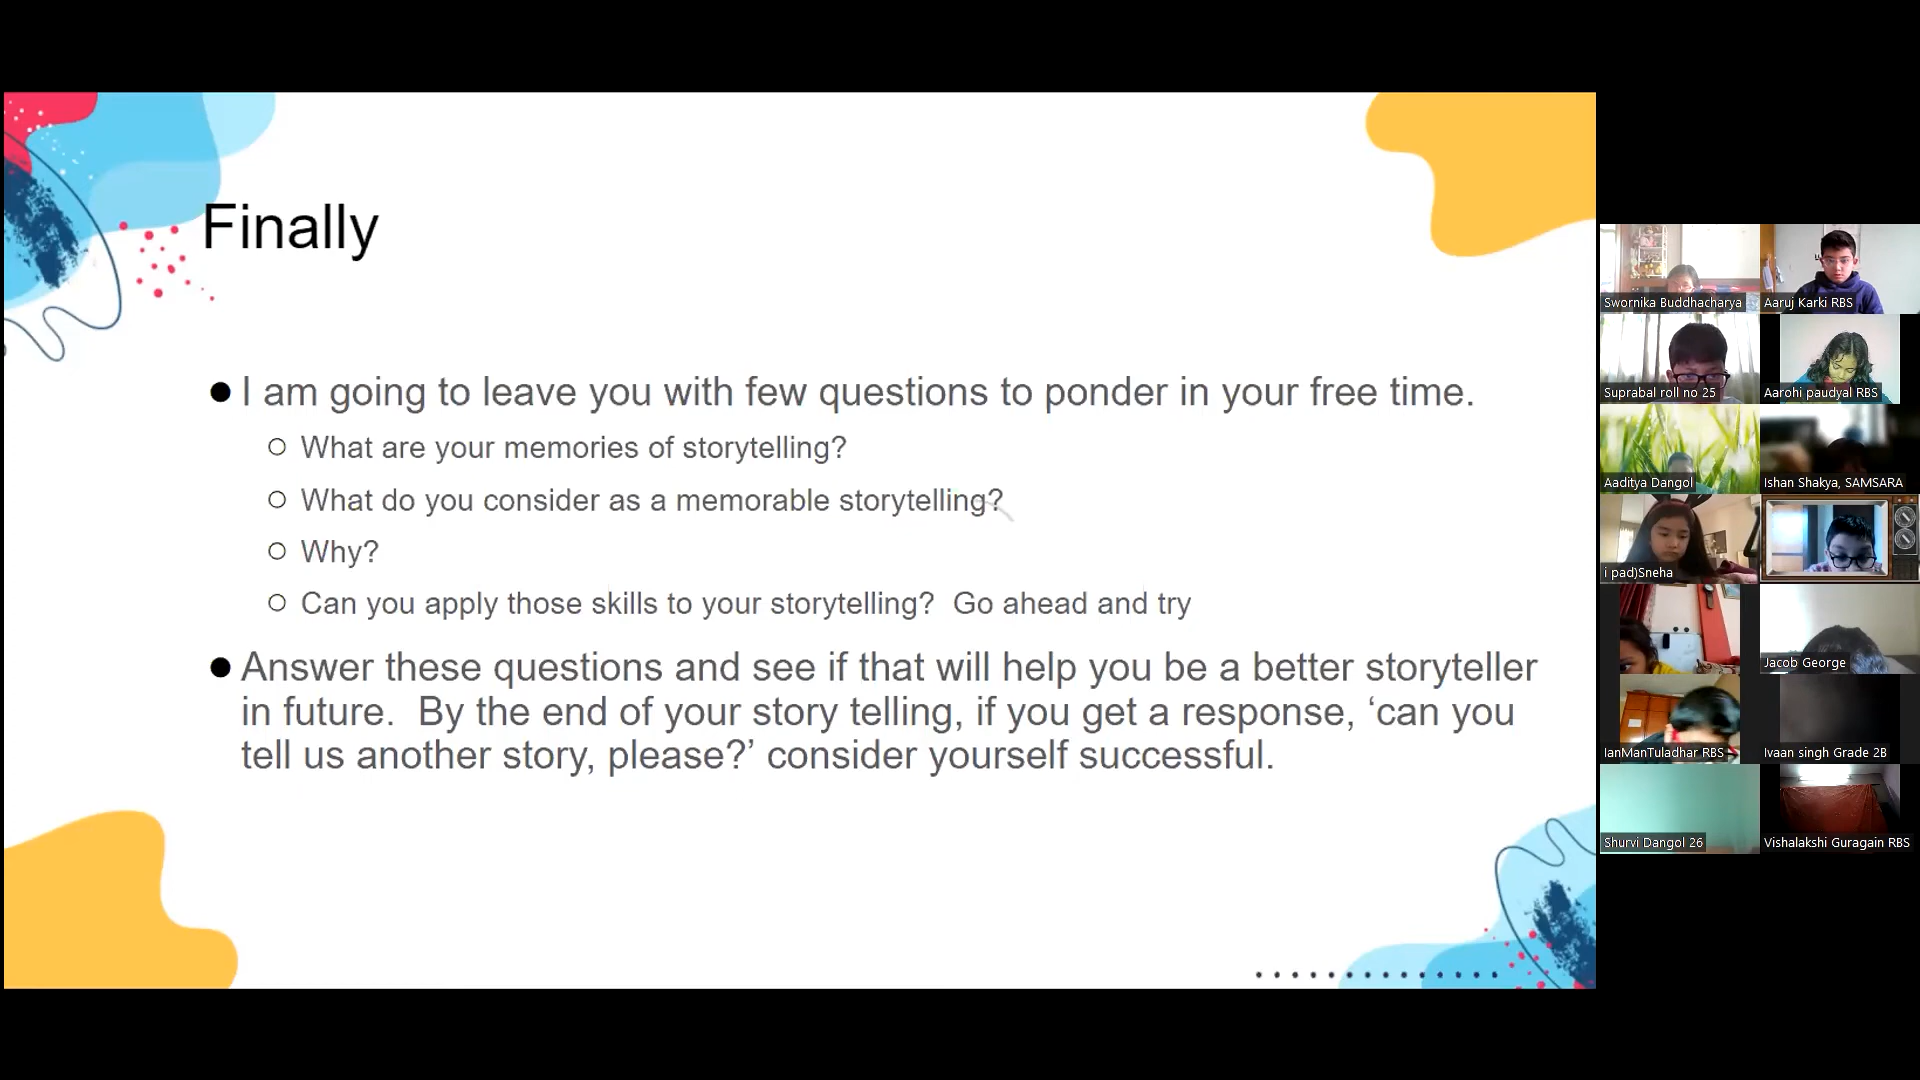 Finally
● I am going to leave you with few questions to ponder in your free time.
○ What are your memories of storytelling?
○ What do you consider as a memorable storytelling?
○ Why?
○ Can you apply those skills to your storytelling?  Go ahead and try
● Answer these questions and see if that will help you be a better storyteller
in future.  By the end of your story telling, if you get a response, ‘can you
tell us another story, please?’ consider yourself successful.
Swornika Buddhacharya
Aaruj Karki RBS
Suprabal roll no 25
Aarohi paudyal RBS
Aaditya Dangol
Ishan Shakya, SAMSARA
i pad)Sneha
Jacob George
IanManTuladhar RBS
Ivaan singh Grade 2B
Shurvi Dangol 26
Vishalakshi Guragain RBS